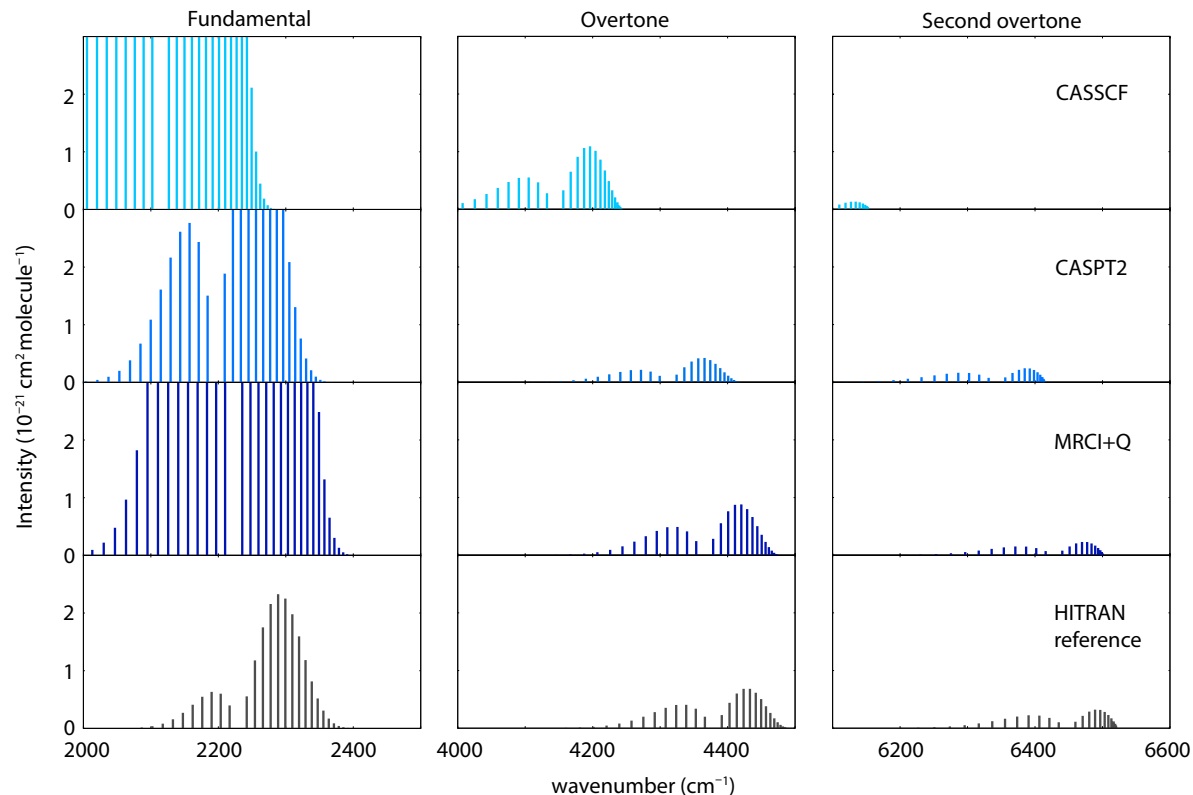 Fundamental
Overtone
Second overtone
Intensity (10⁻²¹ cm² molecule⁻¹)
2
1
0
CASSCF
2
1
0
CASPT2
2
1
0
MRCI+Q
2
1
0
HITRAN
reference
2000 2200 2400 4000 4200 4400 6200 6400 6600
wavenumber (cm⁻¹)